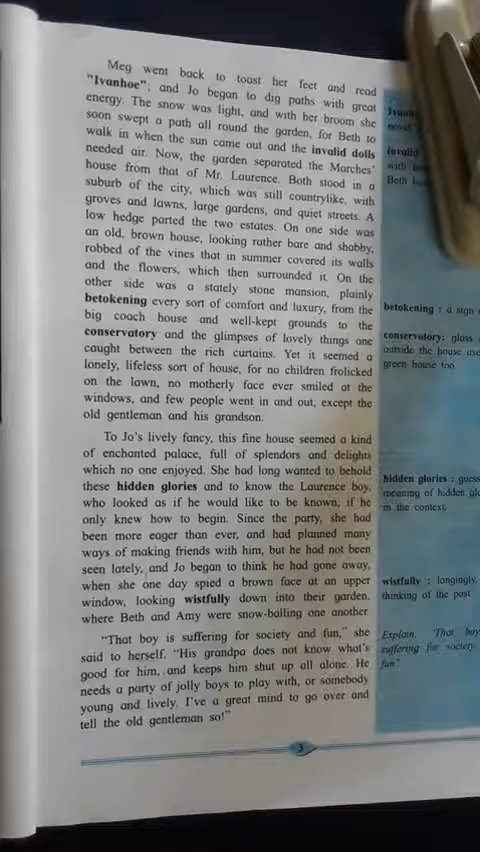 Meg went back to toast her feet and read
"Ivanhoe"; and Jo began to dig paths with great
energy. The snow was light, and with her broom she
soon swept a path all round the garden, for Beth to
walk in when the sun came out and the invalid dolls
needed air. Now, the garden separated the Marches'
house from that of Mr. Laurence. Both stood in a
suburb of the city, which was still countrylike, with
groves and lawns, large gardens, and quiet streets. A
low hedge parted the two estates. On one side was
an old, brown house, looking rather bare and shabby,
robbed of the vines that in summer covered its walls
and the flowers, which then surrounded it. On the
other side was a stately stone mansion, plainly
betokening every sort of comfort and luxury, from the
big coach house and well-kept grounds to the
conservatory and the glimpses of lovely things one
caught between the rich curtains. Yet it seemed a
lonely, lifeless sort of house, for no children frolicked
on the lawn, no motherly face ever smiled at the
windows, and few people went in and out, except the
old gentleman and his grandson.
To Jo's lively fancy, this fine house seemed a kind
of enchanted palace, full of splendors and delights
which no one enjoyed. She had long wanted to behold
these hidden glories and to know the Laurence boy,
who looked as if he would like to be known, if he
only knew how to begin. Since the party, she had
been more eager than ever, and had planned many
ways of making friends with him, but he had not been
seen lately, and Jo began to think he had gone away,
when she one day spied a brown face at an upper
window, looking wistfully down into their garden,
where Beth and Amy were snow-balling one another
"That boy is suffering for society and fun," she
said to herself. "His grandpa does not know what's
good for him, and keeps him shut up all alone. He
needs a party of jolly boys to play with, or somebody
young and lively. I've a great mind to go over and
tell the old gentleman so!"
novel
invalid
with
Beth
betokening : a sign
conservatory: glass
outside the house
green house too
hidden glories : guess
meaning of hidden
in the context.
wistfully : longingly,
thinking of the past
Explain, 'That boy
suffering for society
fun"
3